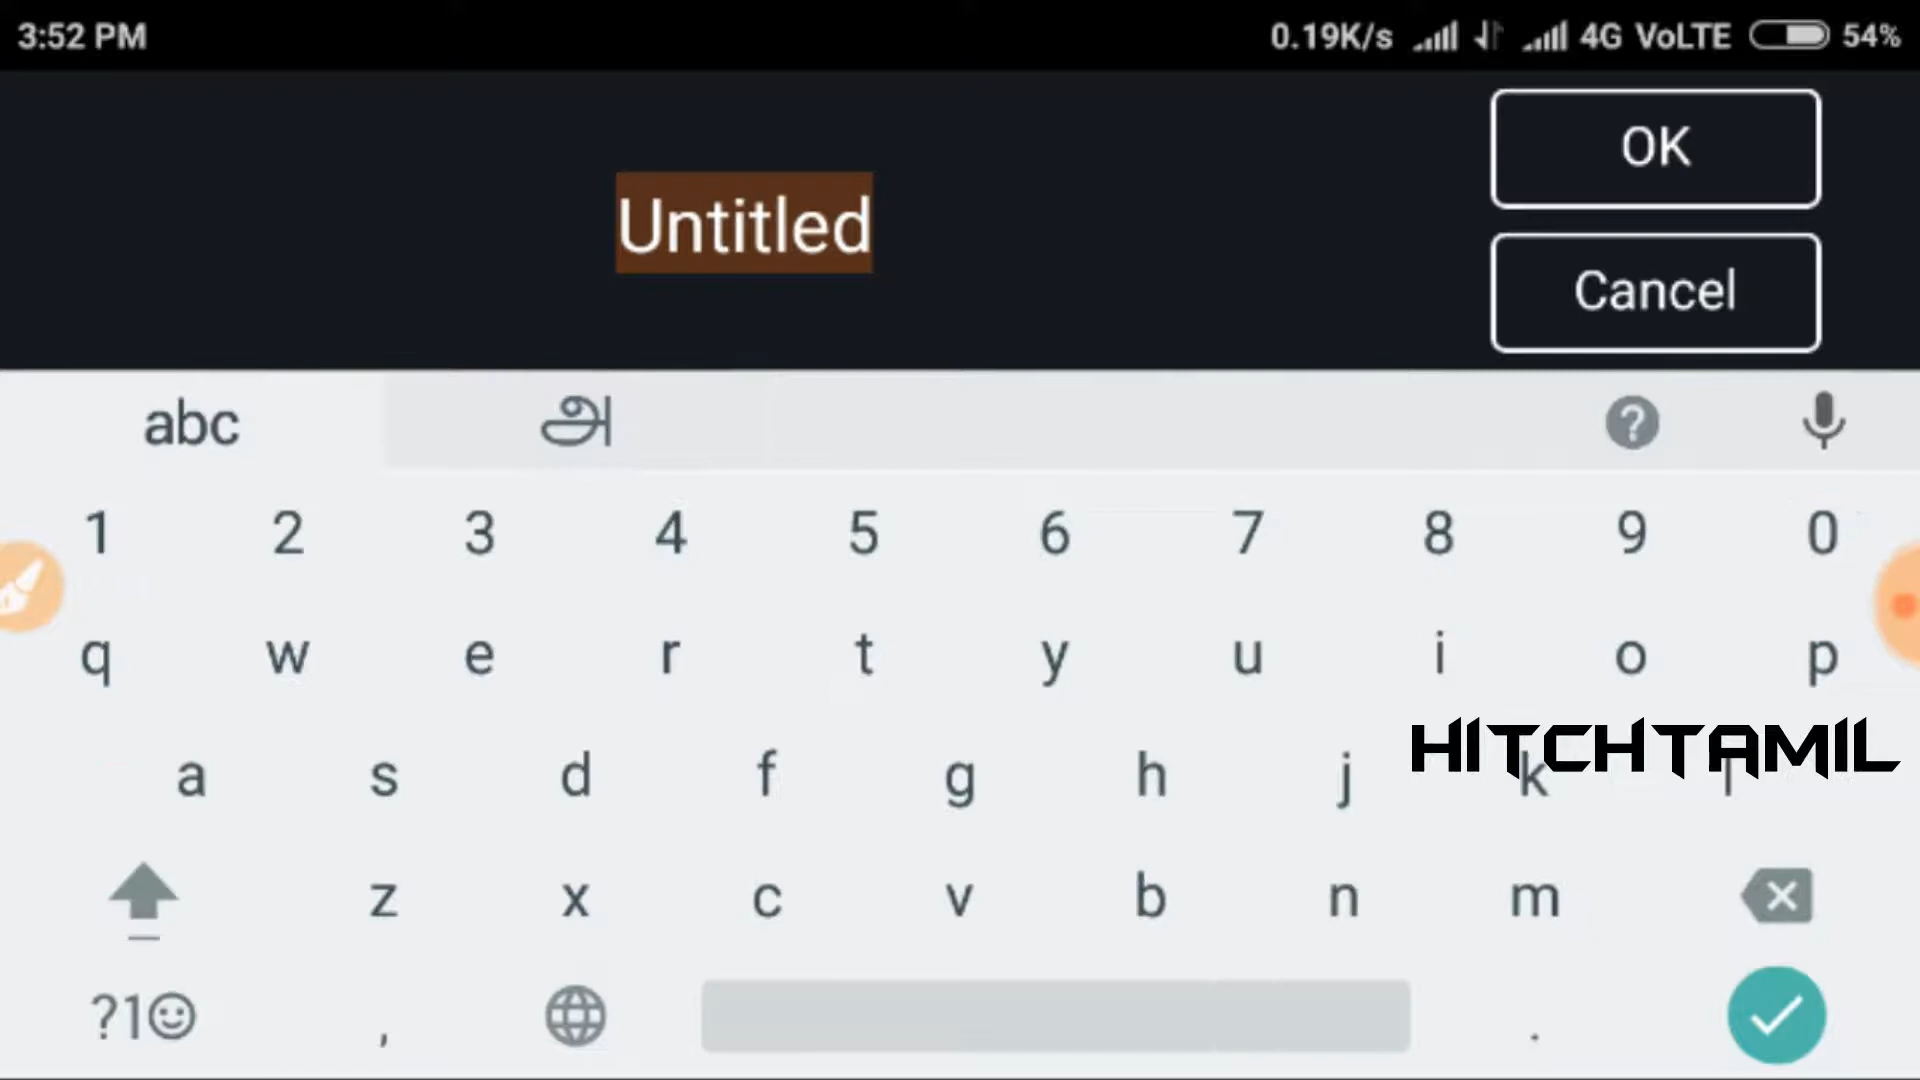 3:52 PM 0.19K/s 4G VoLTE 54%
OK
Untitled
Cancel
abc அ ?
1 2 3 4 5 6 7 8 9 0
q w e r t y u i o p
HITCHTAMIL
a s d f g h j k l
z x c v b n m
?1☺ , .